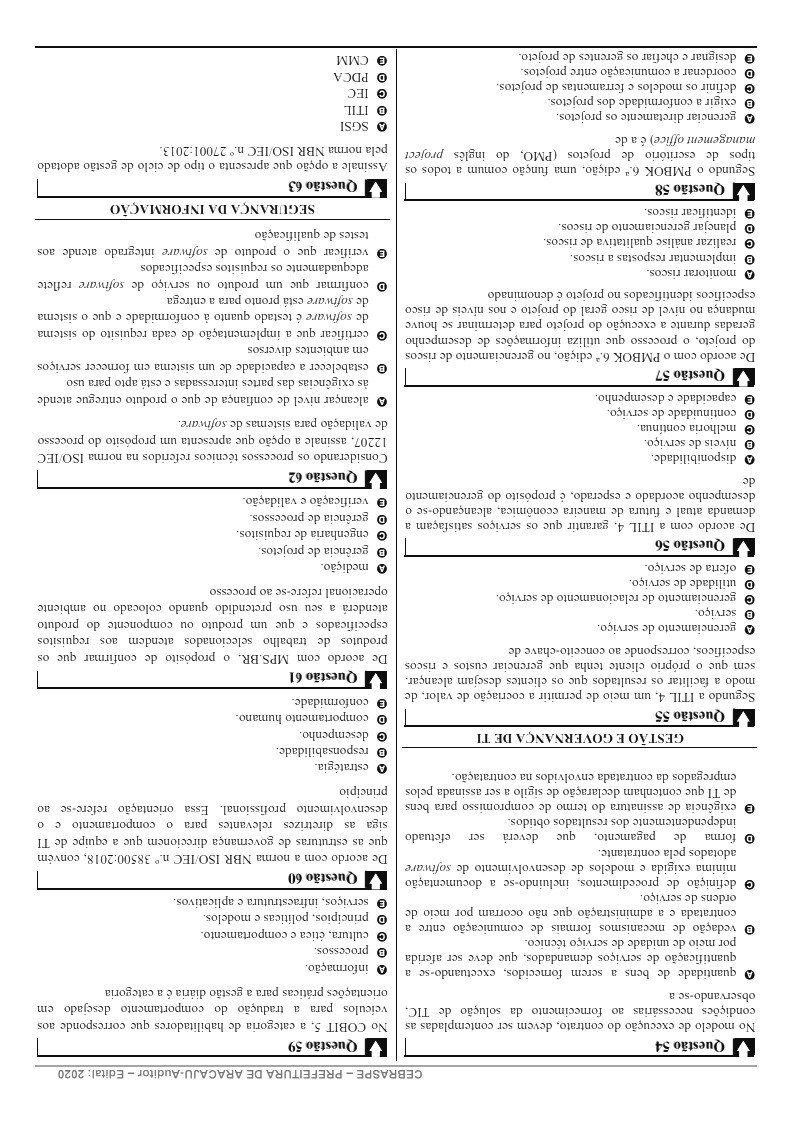 CEBRASPE – PREFEITURA DE ARACAJU-Auditor – Edital: 2020
Questão 54
No modelo de execução do contrato, devem ser contempladas as
condições necessárias ao fornecimento da solução de TIC,
observando-se a
A quantidade de bens a serem fornecidos, excetuando-se a
quantificação de serviços demandados, que deve ser aferida
por meio de unidade de serviço técnico.
B vedação de mecanismos formais de comunicação entre a
contratada e a administração que não ocorram por meio de
ordens de serviço.
C definição de procedimentos, incluindo-se a documentação
mínima exigida e modelos de desenvolvimento de software
adotados pela contratante.
D forma de pagamento, que deverá ser efetuado
independentemente dos resultados obtidos.
E exigência de assinatura do termo de compromisso para bens
de TI que contenham declaração de sigilo a ser assinada pelos
empregados da contratada envolvidos na contratação.
GESTÃO E GOVERNANÇA DE TI
Questão 55
Segundo a ITIL 4, um meio de permitir a cocriação de valor, de
modo a facilitar os resultados que os clientes desejam alcançar,
sem que o próprio cliente tenha que gerenciar custos e riscos
específicos, corresponde ao conceito-chave de
A gerenciamento de serviço.
B serviço.
C gerenciamento de relacionamento de serviço.
D utilidade de serviço.
E oferta de serviço.
Questão 56
De acordo com a ITIL 4, garantir que os serviços satisfaçam a
demanda atual e futura de maneira econômica, alcançando-se o
desempenho acordado e esperado, é propósito do gerenciamento
de
A disponibilidade.
B níveis de serviço.
C melhoria contínua.
D continuidade de serviço.
E capacidade e desempenho.
Questão 57
De acordo com o PMBOK 6.ª edição, no gerenciamento de riscos
do projeto, o processo que utiliza informações de desempenho
geradas durante a execução do projeto para determinar se houve
mudança no nível de risco geral do projeto e nos níveis de risco
específicos identificados no projeto é denominado
A monitorar riscos.
B implementar respostas a riscos.
C realizar análise qualitativa de riscos.
D planejar gerenciamento de riscos.
E identificar riscos.
Questão 58
Segundo o PMBOK 6.ª edição, uma função comum a todos os
tipos de escritório de projetos (PMO, do inglês project
management office) é a de
A gerenciar diretamente os projetos.
B exigir a conformidade dos projetos.
C definir os modelos e ferramentas de projetos.
D coordenar a comunicação entre projetos.
E designar e chefiar os gerentes de projeto.
Questão 59
No COBIT 5, a categoria de habilitadores que corresponde aos
veículos para a tradução do comportamento desejado em
orientações práticas para a gestão diária é a categoria
A informação.
B processos.
C cultura, ética e comportamento.
D princípios, políticas e modelos.
E serviços, infraestrutura e aplicativos.
Questão 60
De acordo com a norma NBR ISO/IEC n.º 38500:2018, convém
que as estruturas de governança direcionem que a equipe de TI
siga as diretrizes relevantes para o comportamento e o
desenvolvimento profissional. Essa orientação refere-se ao
princípio
A estratégia.
B responsabilidade.
C desempenho.
D comportamento humano.
E conformidade.
Questão 61
De acordo com MPS.BR, o propósito de confirmar que os
produtos de trabalho selecionados atendem aos requisitos
especificados e que um produto ou componente do produto
atenderá a seu uso pretendido quando colocado no ambiente
operacional refere-se ao processo
A medição.
B gerência de projetos.
C engenharia de requisitos.
D gerência de processos.
E verificação e validação.
Questão 62
Considerando os processos técnicos referidos na norma ISO/IEC
12207, assinale a opção que apresenta um propósito do processo
de validação para sistemas de software.
A alcançar nível de confiança de que o produto entregue atende
às exigências das partes interessadas e está apto para uso
B estabelecer a capacidade de um sistema em fornecer serviços
em ambientes diversos
C certificar que a implementação de cada requisito do sistema
de software é testado quanto à conformidade e que o sistema
de software está pronto para a entrega
D confirmar que um produto ou serviço de software reflete
adequadamente os requisitos especificados
E verificar que o produto de software integrado atende aos
testes de qualificação
SEGURANÇA DA INFORMAÇÃO
Questão 63
Assinale a opção que apresenta o tipo de ciclo de gestão adotado
pela norma NBR ISO/IEC n.º 27001:2013.
A SGSI
B ITIL
C IEC
D PDCA
E CMM